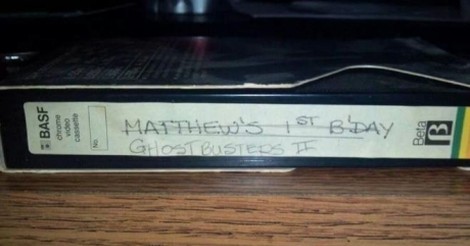 BASF
chrome
video
cassette
No.
MATTHEW'S 1ST B'DAY
GHOSTBUSTERS II
Beta
β